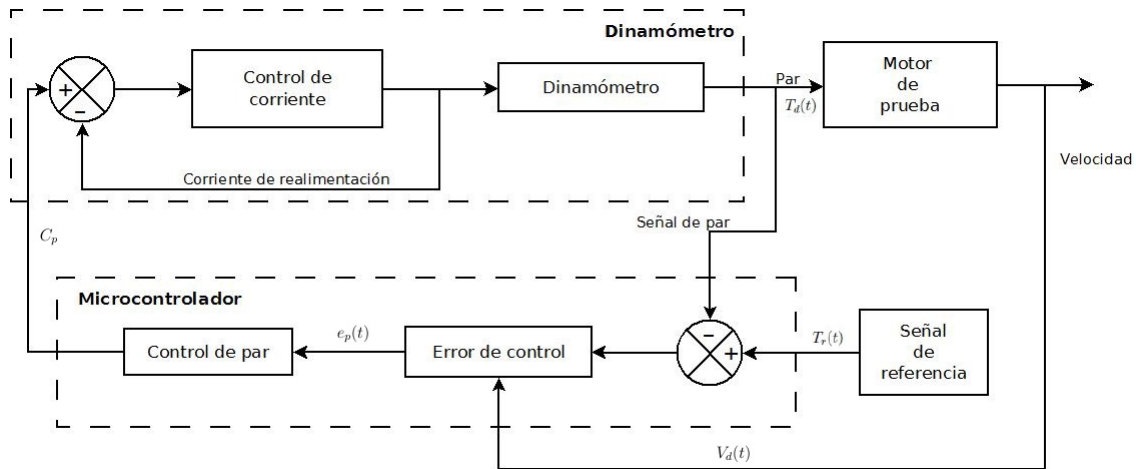 Dinamómetro
+
−
Control de
corriente
Dinamómetro
Par
T_d(t)
Motor
de
prueba
Velocidad
Corriente de realimentación
Señal de par
C_p
Microcontrolador
Control de par
e_p(t)
Error de control
−
+
T_r(t)
Señal
de
referencia
V_d(t)